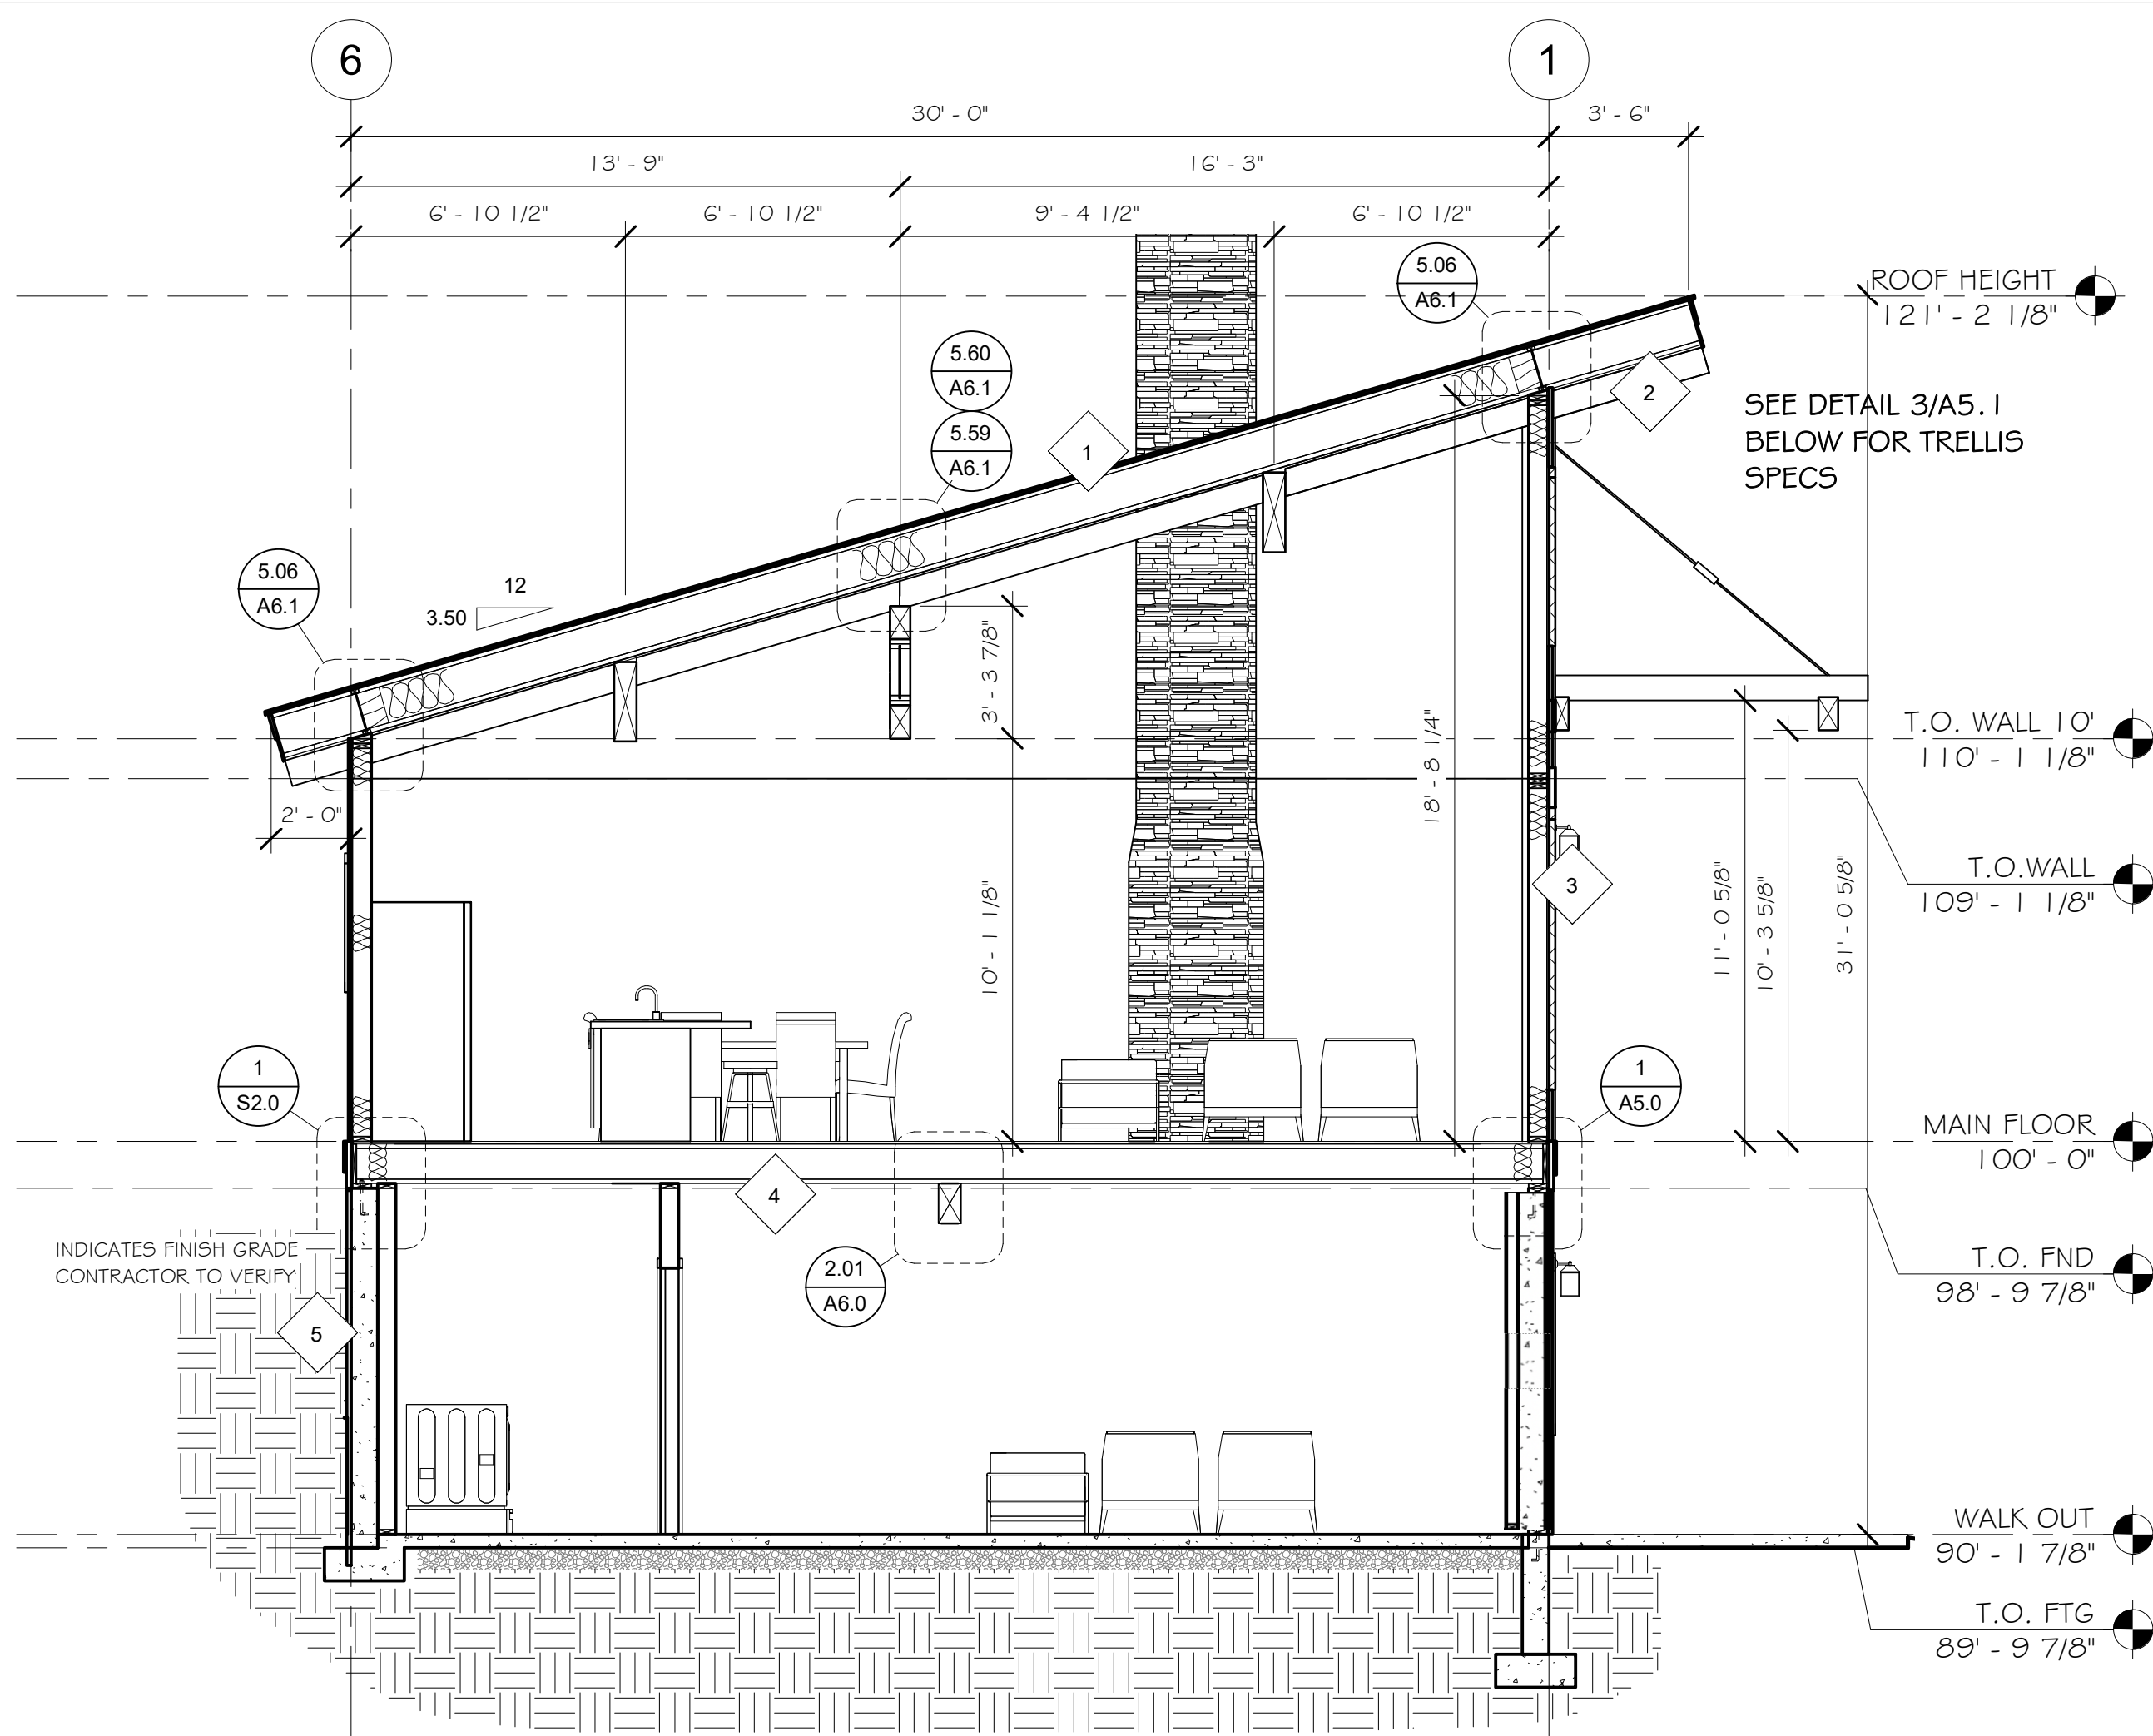 6
1
30' - 0"
3' - 6"
13' - 9"
16' - 3"
6' - 10 1/2"
6' - 10 1/2"
9' - 4 1/2"
6' - 10 1/2"
5.06
A6.1
ROOF HEIGHT
121' - 2 1/8"
5.60
A6.1
5.59
A6.1
1
2
SEE DETAIL 3/A5.1
BELOW FOR TRELLIS
SPECS
5.06
A6.1
12
3.50
3' - 3 7/8"
18' - 8 1/4"
T.O. WALL 10'
110' - 1 1/8"
2' - 0"
10' - 1 1/8"
3
11' - 0 5/8"
10' - 3 5/8"
31' - 0 5/8"
T.O.WALL
109' - 1 1/8"
1
S2.0
1
A5.0
MAIN FLOOR
100' - 0"
4
INDICATES FINISH GRADE
CONTRACTOR TO VERIFY.
2.01
A6.0
T.O. FND
98' - 9 7/8"
5
WALK OUT
90' - 1 7/8"
T.O. FTG
89' - 9 7/8"